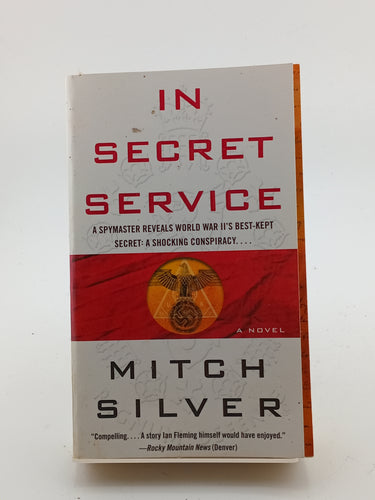 IN
SECRET
SERVICE
A SPYMASTER REVEALS WORLD WAR II'S BEST-KEPT
SECRET: A SHOCKING CONSPIRACY....
A NOVEL
MITCH
SILVER
"Compelling.... A story Ian Fleming himself would have enjoyed."
—Rocky Mountain News (Denver)